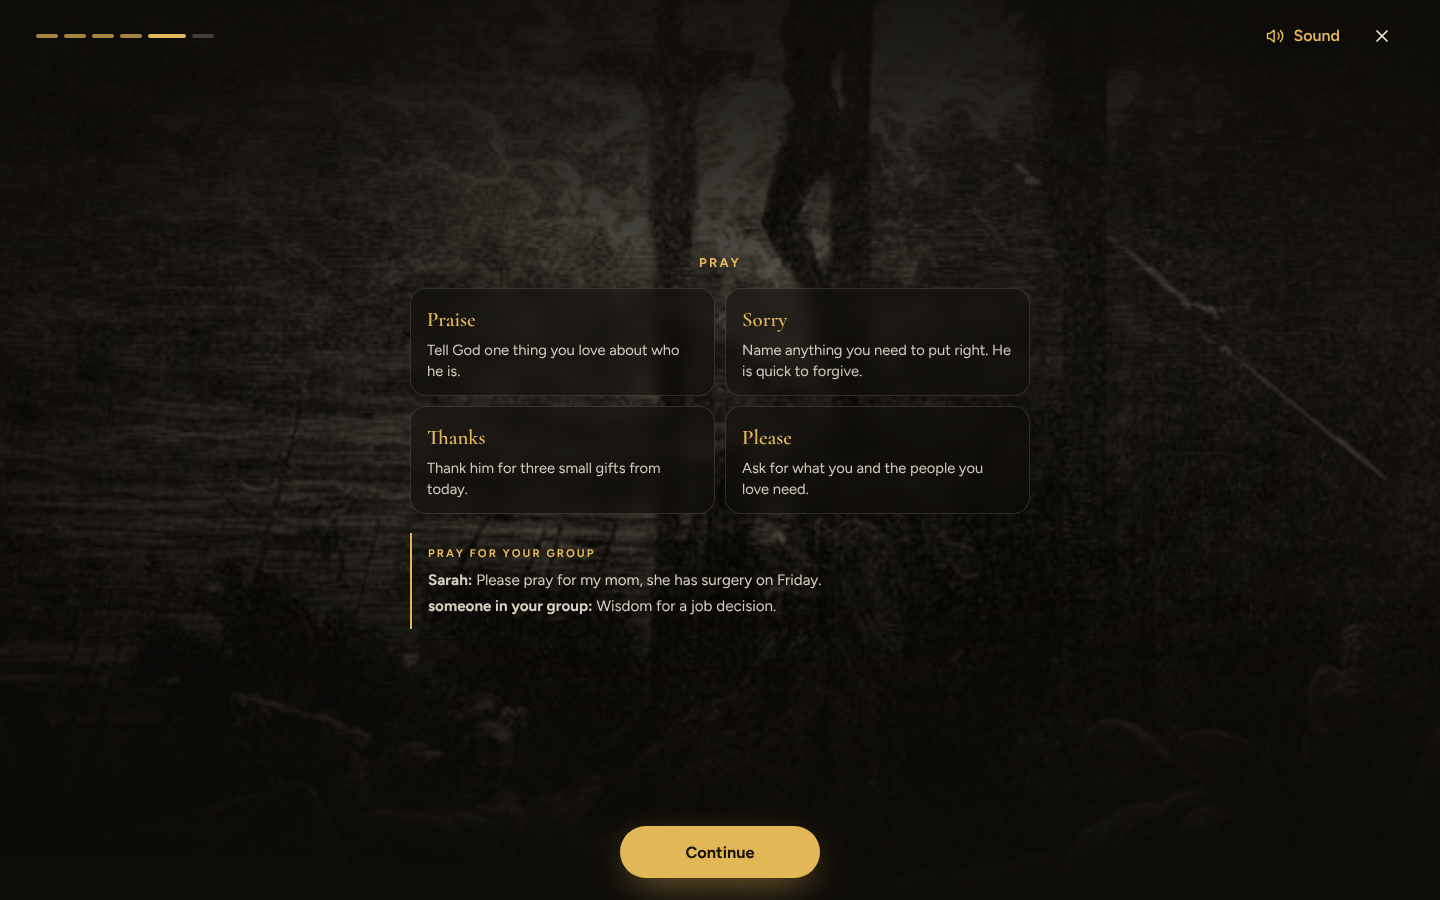 Sound
PRAY
Praise
Tell God one thing you love about who
he is.
Sorry
Name anything you need to put right. He
is quick to forgive.
Thanks
Thank him for three small gifts from
today.
Please
Ask for what you and the people you
love need.
PRAY FOR YOUR GROUP
Sarah: Please pray for my mom, she has surgery on Friday.
someone in your group: Wisdom for a job decision.
Continue